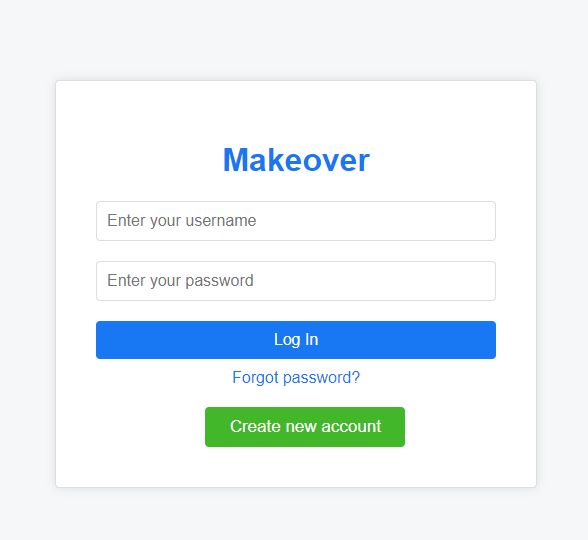 Makeover
Enter your username
Enter your password
Log In
Forgot password?
Create new account